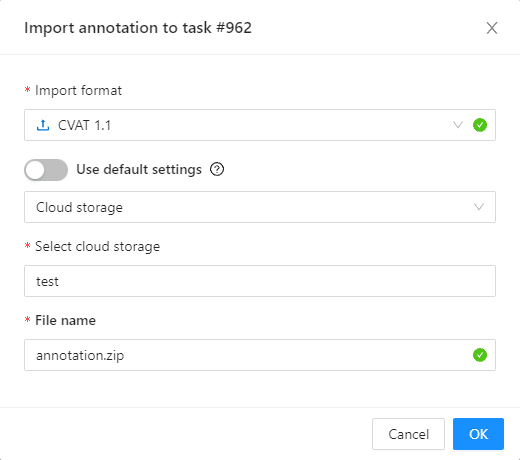 Import annotation to task #962
* Import format
CVAT 1.1
Use default settings
Cloud storage
* Select cloud storage
test
* File name
annotation.zip
Cancel OK